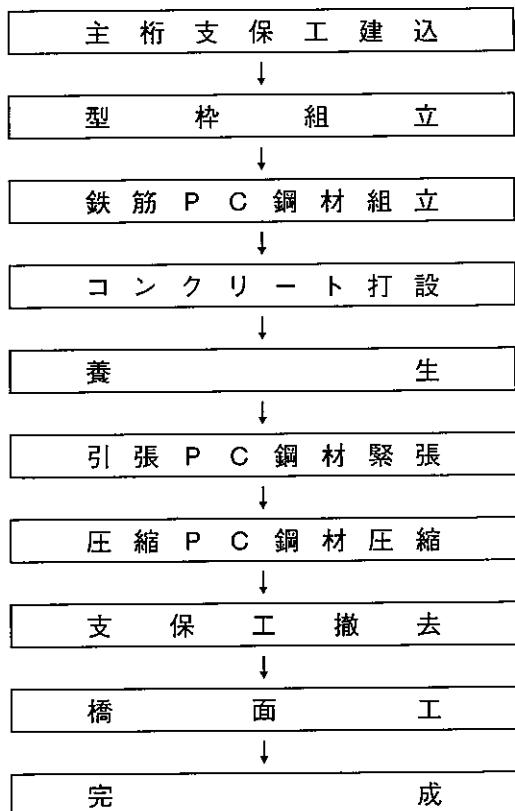 主桁支保工建込
型枠組立
鉄筋PC鋼材組立
コンクリート打設
養生
引張PC鋼材緊張
圧縮PC鋼材圧縮
支保工撤去
橋面工
完成